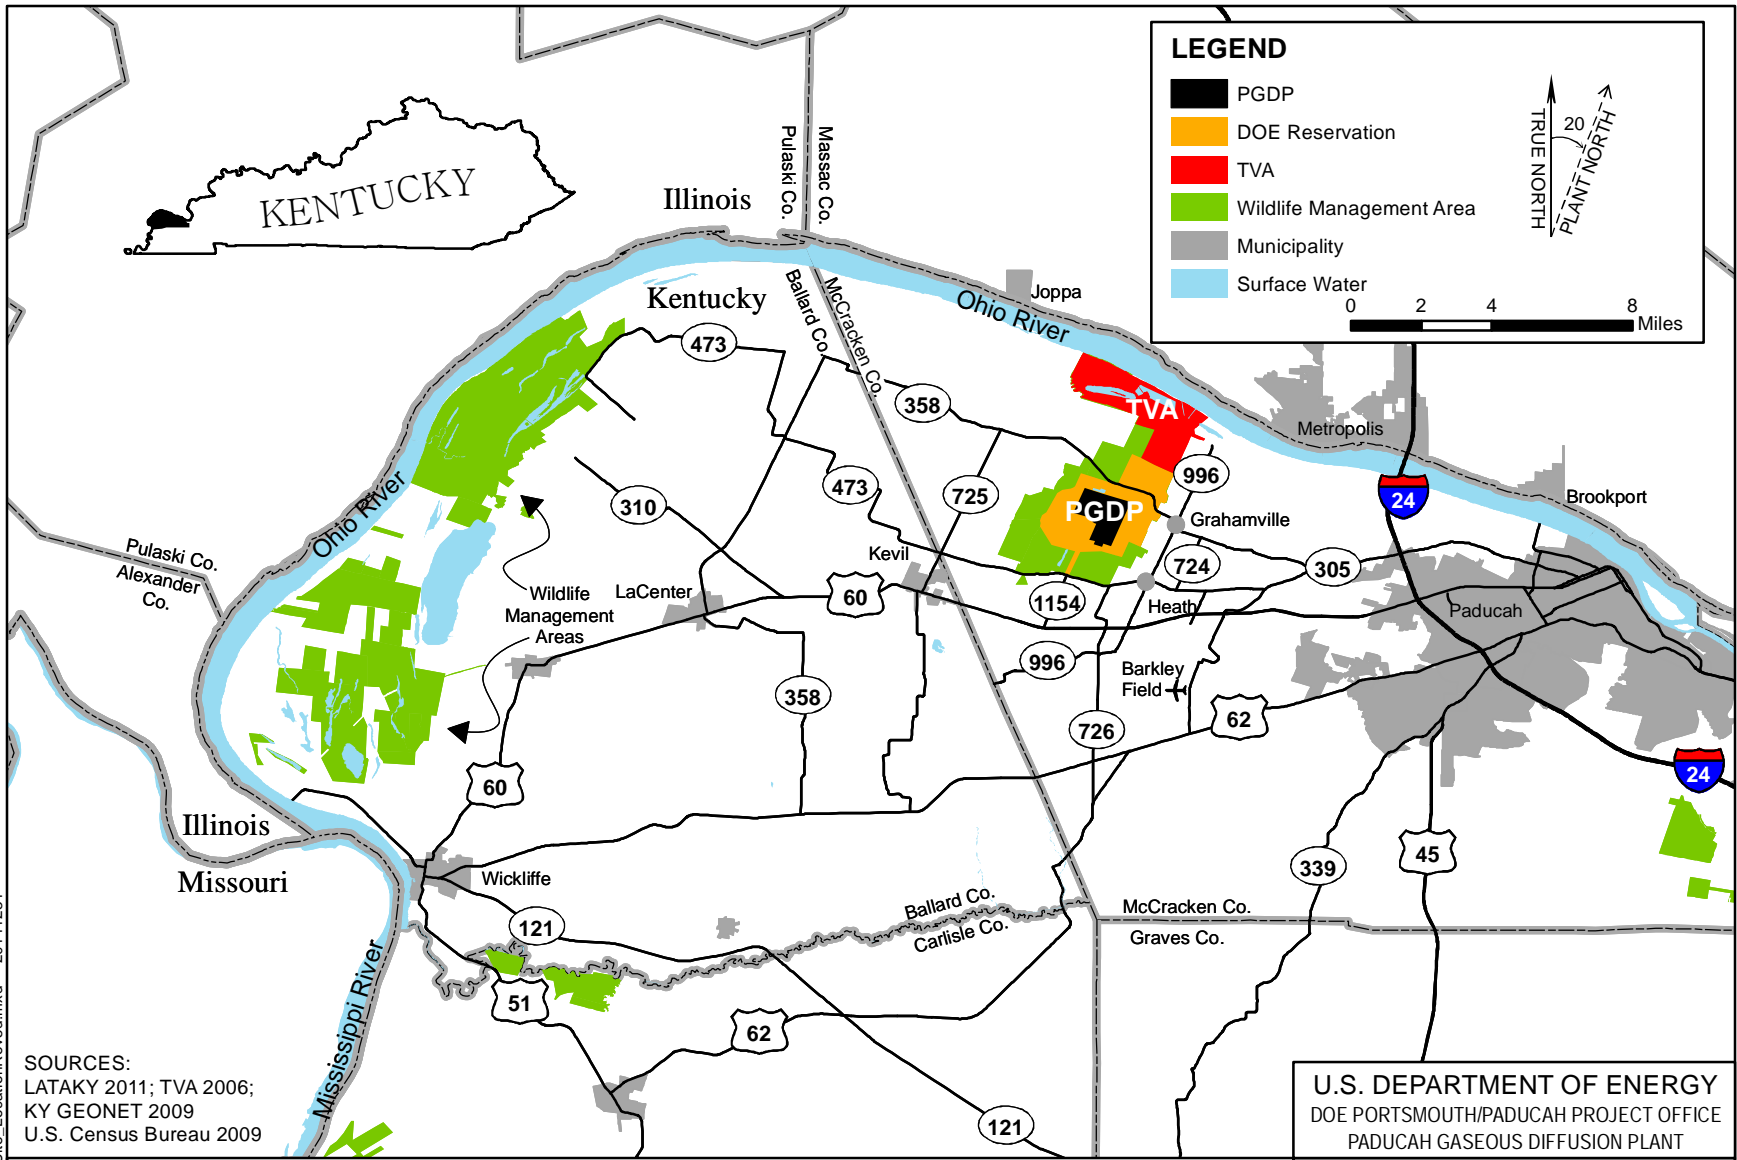 LEGEND
PGDP
DOE Reservation
TVA
Wildlife Management Area
Municipality
Surface Water
TRUE NORTH
20
PLANT NORTH
0 2 4 8
Miles
KENTUCKY
Illinois
Pulaski Co.
Massac Co.
Kentucky
Ballard Co.
McCracken Co.
Ohio River
Joppa
473
358
TVA
Metropolis
996
24
Brookport
473
725
PGDP
310
Grahamville
Ohio River
Kevil
724
305
Pulaski Co.
Alexander
Co.
Wildlife
Management
Areas
LaCenter
60
1154
Heath
Paducah
996
Barkley
Field
358
62
726
60
24
Illinois
Missouri
Wickliffe
339
45
121
Ballard Co.
Carlisle Co.
McCracken Co.
Graves Co.
51
62
Mississippi River
121
SOURCES:
LATAKY 2011; TVA 2006;
KY GEONET 2009
U.S. Census Bureau 2009
U.S. DEPARTMENT OF ENERGY
DOE PORTSMOUTH/PADUCAH PROJECT OFFICE
PADUCAH GASEOUS DIFFUSION PLANT